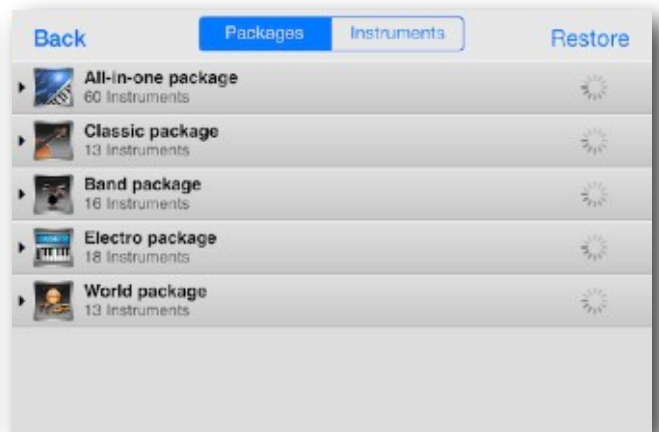 Back Packages Instruments Restore
All-in-one package
60 Instruments
Classic package
13 Instruments
Band package
16 Instruments
Electro package
18 Instruments
World package
13 Instruments